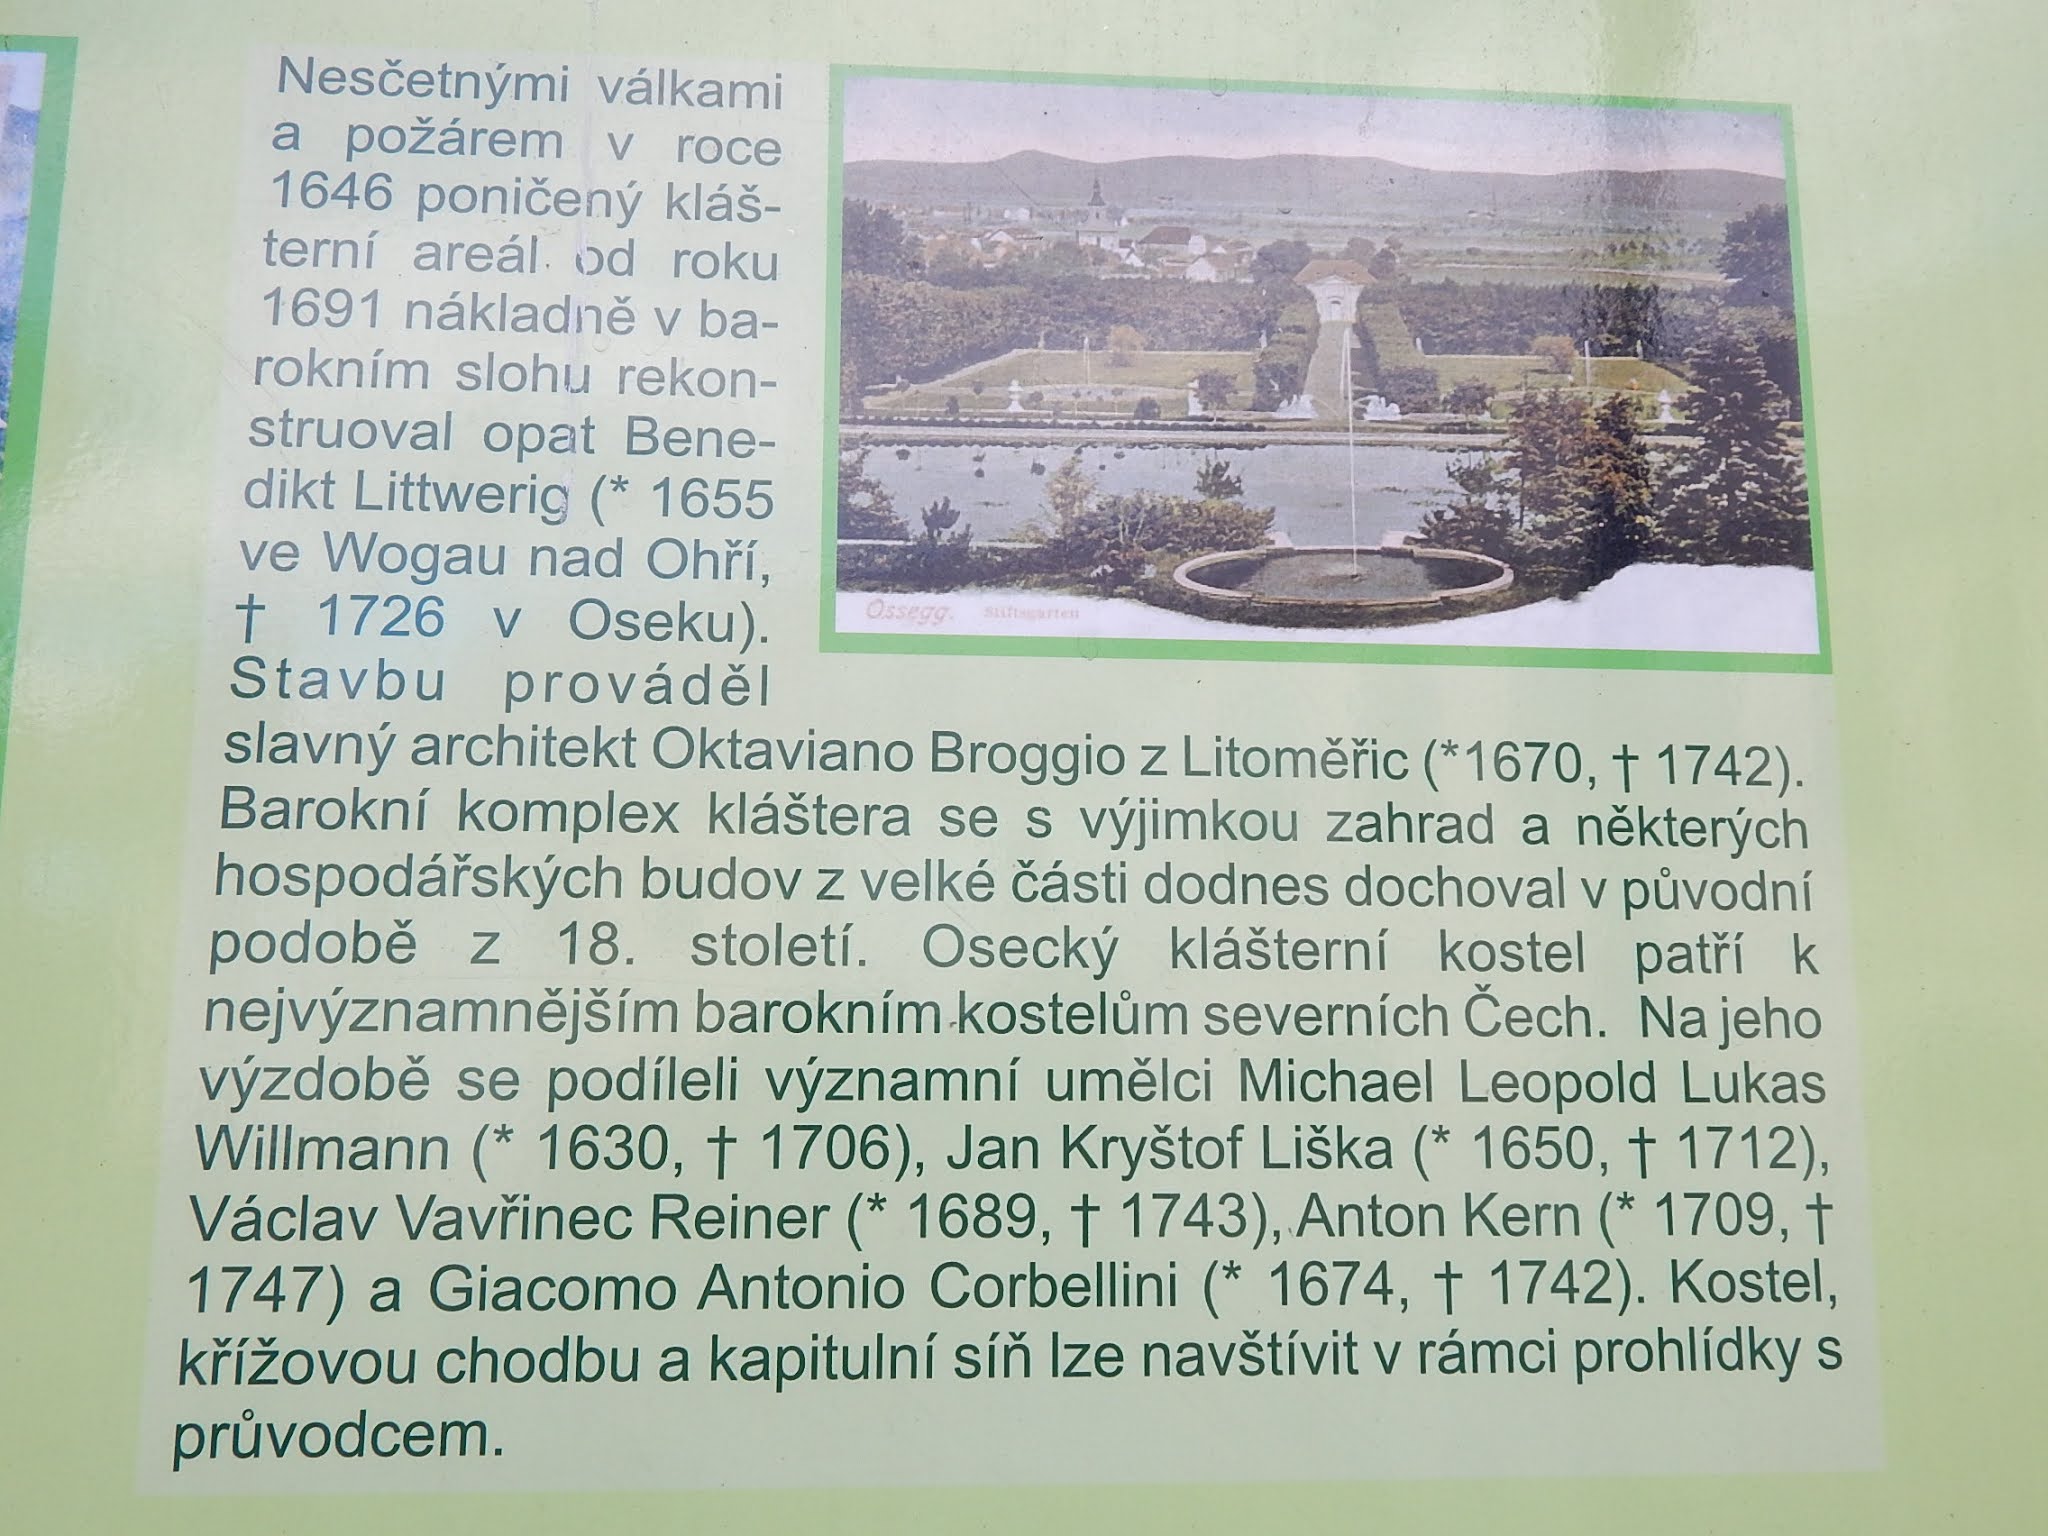 Nesčetnými válkami
a požárem v roce
1646 poničený kláš-
terní areál od roku
1691 nákladně v ba-
rokním slohu rekon-
struoval opat Bene-
dikt Littwerig (* 1655
ve Wogau nad Ohří,
† 1726 v Oseku).
Stavbu prováděl
slavný architekt Oktaviano Broggio z Litoměřic (*1670, † 1742).
Barokní komplex kláštera se s výjimkou zahrad a některých
hospodářských budov z velké části dodnes dochoval v původní
podobě z 18. století. Osecký klášterní kostel patří k
nejvýznamnějším barokním kostelům severních Čech. Na jeho
výzdobě se podíleli významní umělci Michael Leopold Lukas
Willmann (* 1630, † 1706), Jan Kryštof Liška (* 1650, † 1712),
Václav Vavřinec Reiner (* 1689, † 1743), Anton Kern (* 1709, †
1747) a Giacomo Antonio Corbellini (* 1674, † 1742). Kostel,
křížovou chodbu a kapitulní síň lze navštívit v rámci prohlídky s
průvodcem.
Ossegg. Stiftsgarten